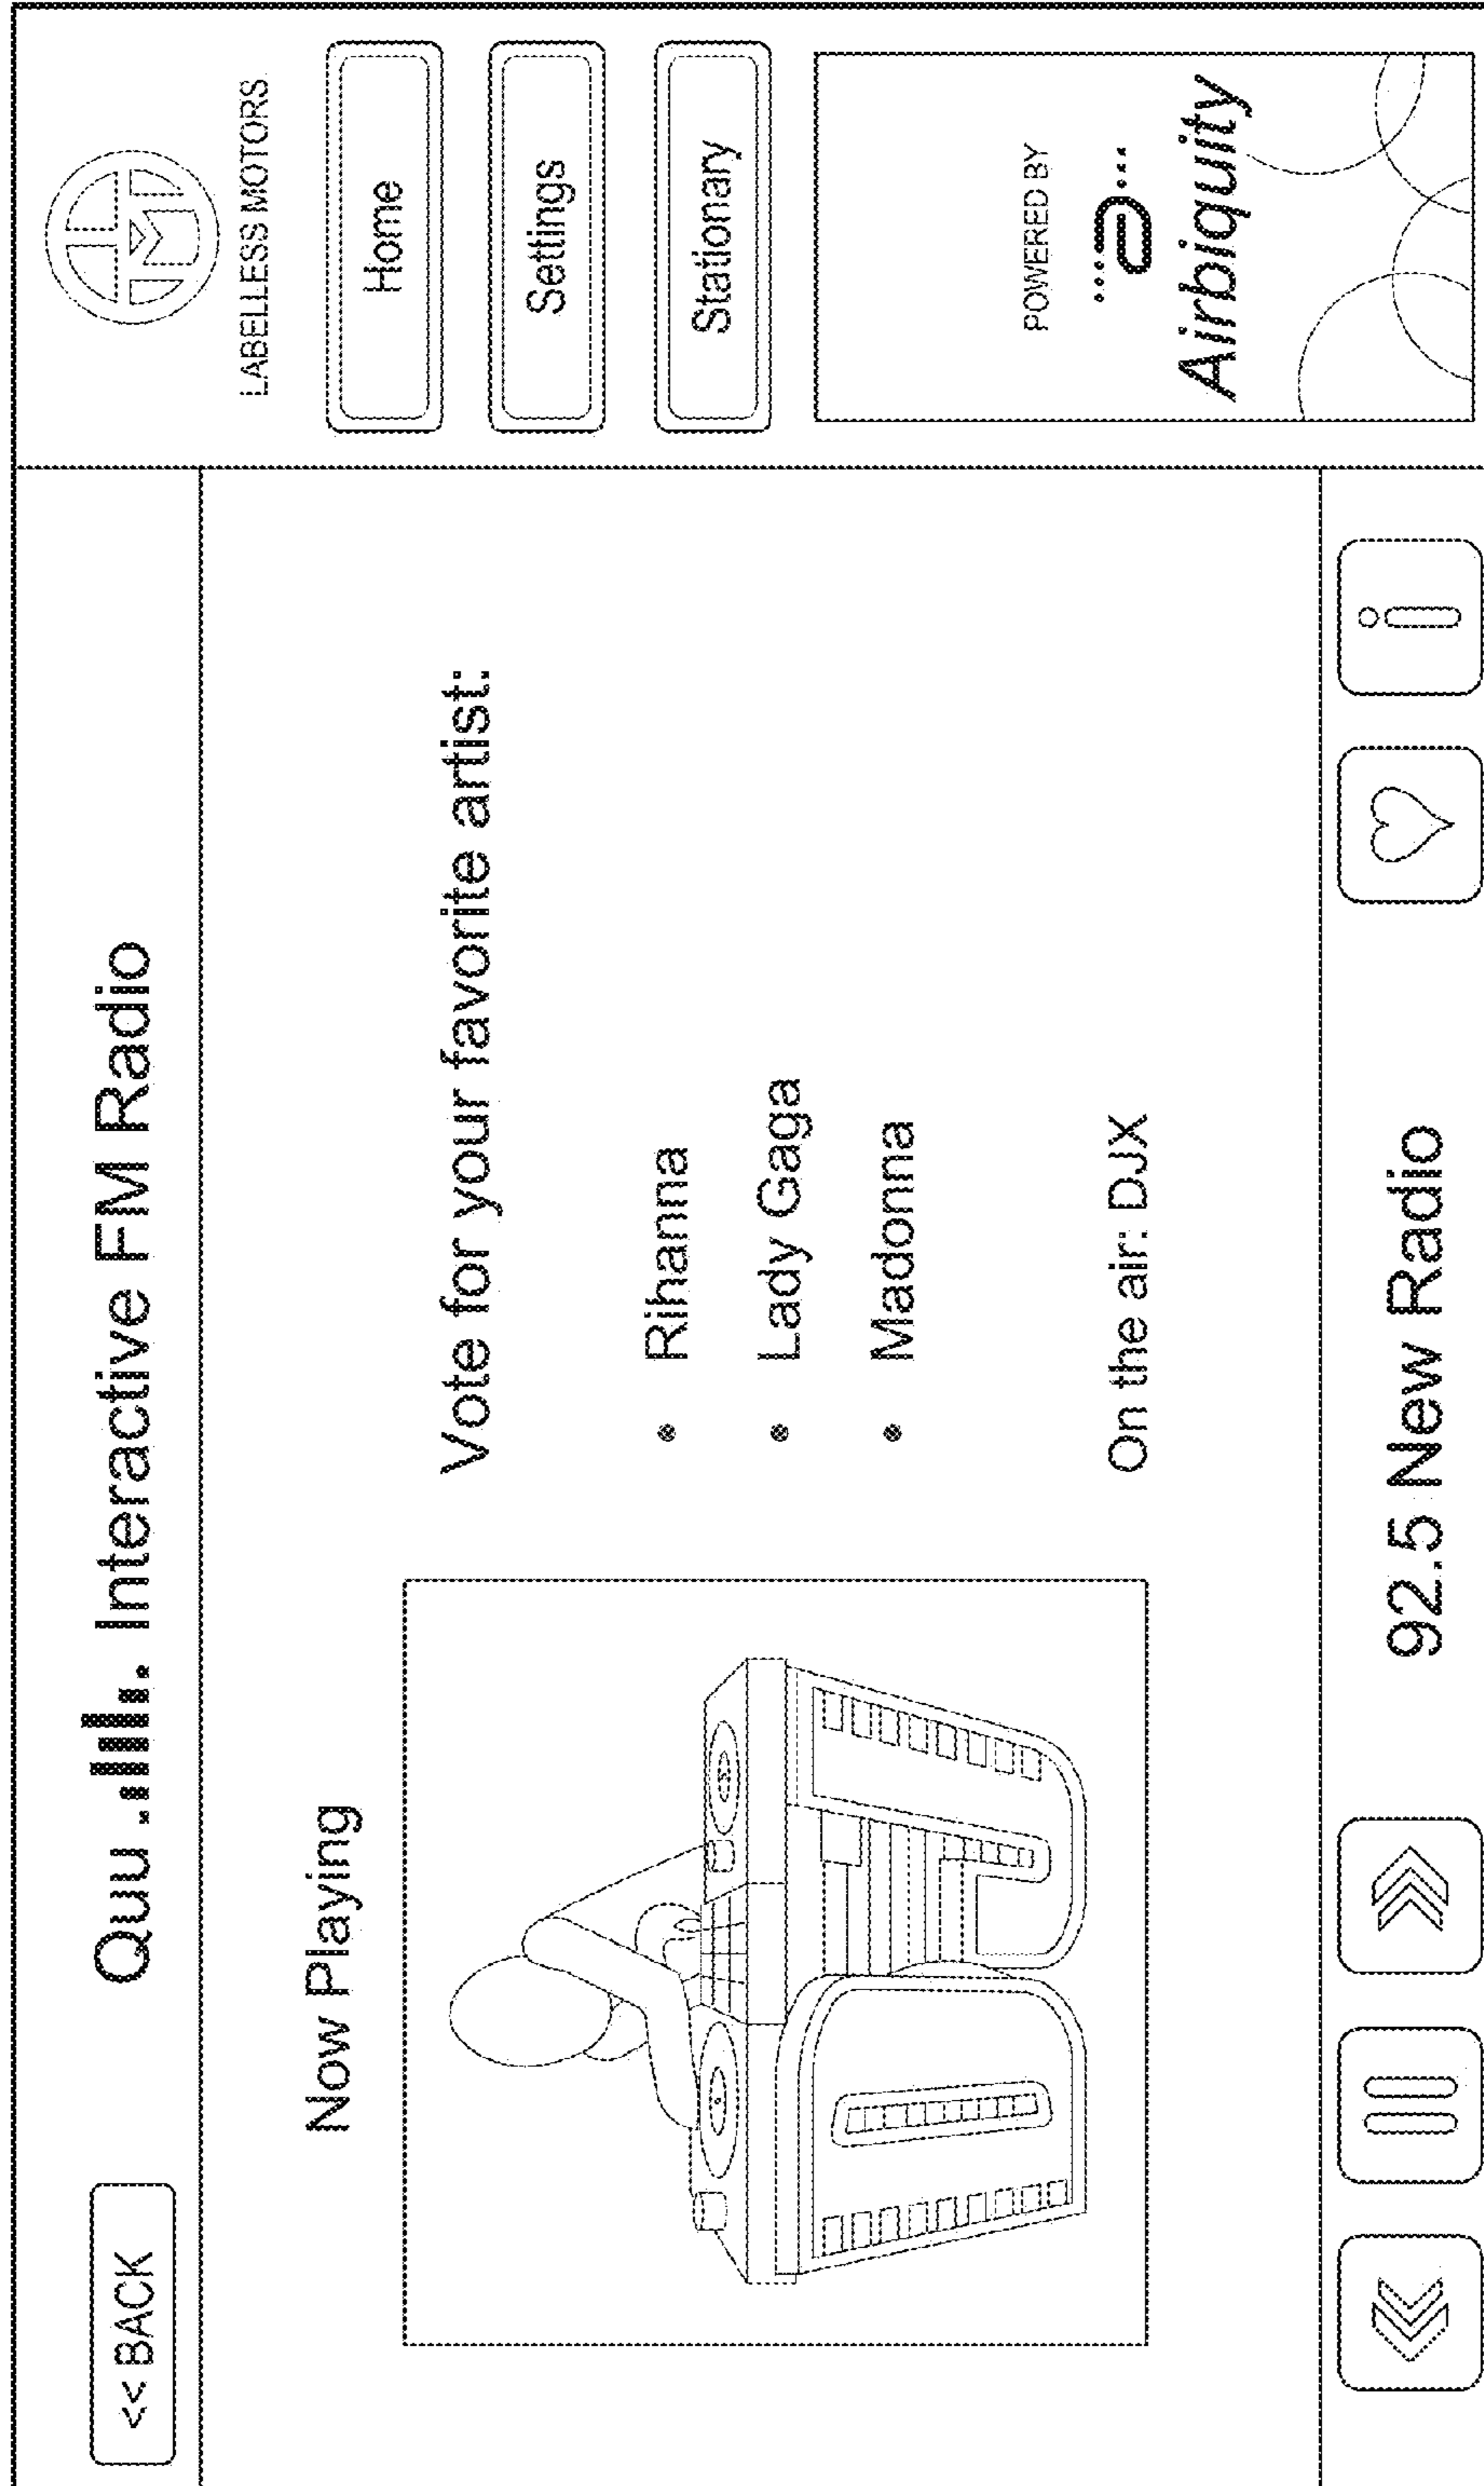 << BACK
Quu Interactive FM Radio
Now Playing
Vote for your favorite artist:
• Rihanna
• Lady Gaga
• Madonna
On the air: DJX
92.5 New Radio
i
LABELLESS MOTORS
Home
Settings
Stationary
POWERED BY
Airbiquity